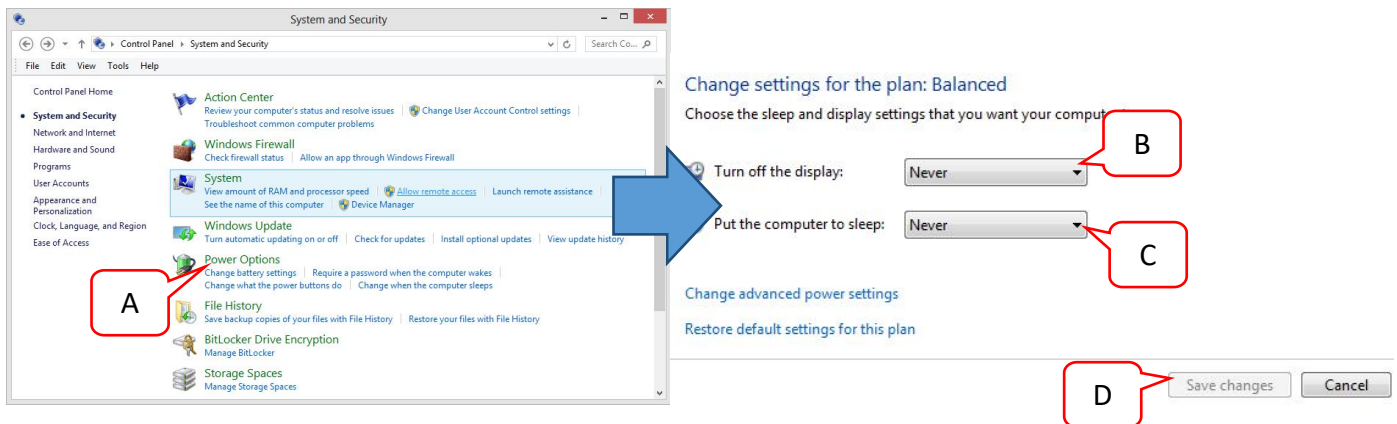 System and Security
Control Panel ▸ System and Security
Search Co...
File Edit View Tools Help
Control Panel Home
System and Security
Network and Internet
Hardware and Sound
Programs
User Accounts
Appearance and
Personalization
Clock, Language, and Region
Ease of Access
Action Center
Review your computer's status and resolve issues | Change User Account Control settings |
Troubleshoot common computer problems
Windows Firewall
Check firewall status | Allow an app through Windows Firewall
System
View amount of RAM and processor speed | Allow remote access | Launch remote assistance
See the name of this computer | Device Manager
Windows Update
Turn automatic updating on or off | Check for updates | Install optional updates | View update history
Power Options
Change battery settings | Require a password when the computer wakes |
Change what the power buttons do | Change when the computer sleeps
A
File History
Save backup copies of your files with File History | Restore your files with File History
BitLocker Drive Encryption
Manage BitLocker
Storage Spaces
Manage Storage Spaces
Change settings for the plan: Balanced
Choose the sleep and display settings that you want your
B
Turn off the display: Never
Put the computer to sleep: Never
C
Change advanced power settings
Restore default settings for this plan
D
Save changes Cancel